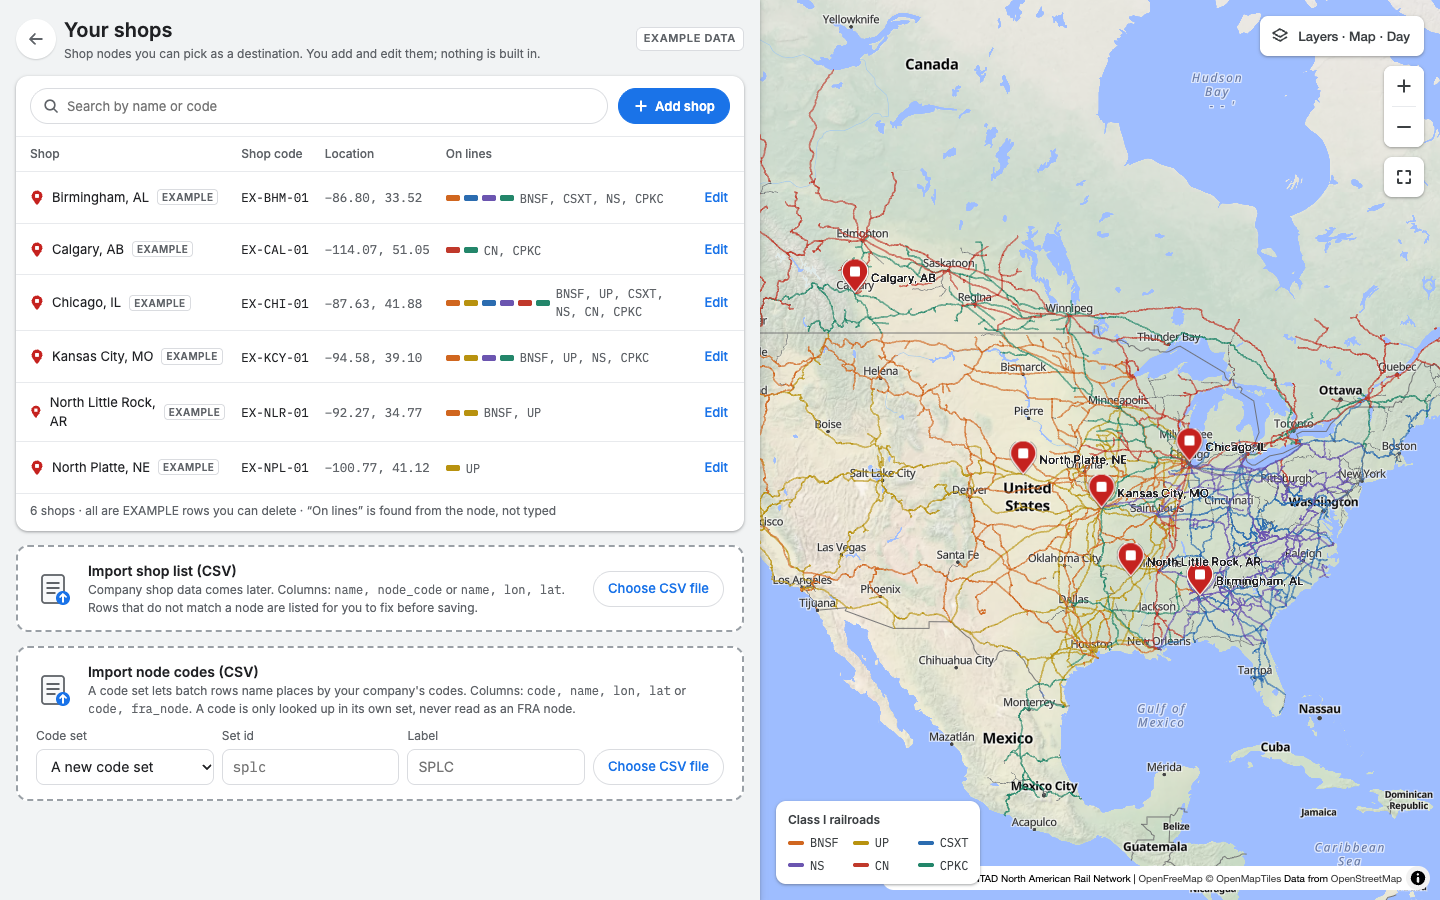 Your shops
Shop nodes you can pick as a destination. You add and edit them; nothing is built in.
EXAMPLE DATA
Search by name or code
Add shop
Shop Shop code Location On lines
Birmingham, AL EXAMPLE EX-BHM-01 −86.80, 33.52 BNSF, CSXT, NS, CPKC Edit
Calgary, AB EXAMPLE EX-CAL-01 −114.07, 51.05 CN, CPKC Edit
Chicago, IL EXAMPLE EX-CHI-01 −87.63, 41.88 BNSF, UP, CSXT,
NS, CN, CPKC Edit
Kansas City, MO EXAMPLE EX-KCY-01 −94.58, 39.10 BNSF, UP, NS, CPKC Edit
North Little Rock,
AR EXAMPLE EX-NLR-01 −92.27, 34.77 BNSF, UP Edit
North Platte, NE EXAMPLE EX-NPL-01 −100.77, 41.12 UP Edit
6 shops · all are EXAMPLE rows you can delete · “On lines” is found from the node, not typed
Import shop list (CSV)
Company shop data comes later. Columns: name, node_code or name, lon, lat.
Rows that do not match a node are listed for you to fix before saving.
Choose CSV file
Import node codes (CSV)
A code set lets batch rows name places by your company's codes. Columns: code, name, lon, lat or
code, fra_node. A code is only looked up in its own set, never read as an FRA node.
Code set Set id Label
A new code set splc SPLC Choose CSV file
Layers · Map · Day
Yellowknife
Canada
Hudson
Bay
Edmonton
Saskatoon
Calgary, AB
Regina
Winnipeg
Thunder Bay
Quebec
Helena
Bismarck
Ottawa
Minneapolis
Pierre
Boise
Toronto
Boston
Chicago, IL
North Platte, NE
Omaha
Salt Lake City
Denver
New York
Pittsburgh
United
States
Kansas City, MO
Cincinnati
Washington
Saint Louis
Las Vegas
Santa Fe
Oklahoma City
North Little Rock, AR
Raleigh
Los Angeles
Birmingham, AL
Phoenix
Tijuana
Dallas
Jackson
Houston
New Orleans
Chihuahua City
Tampa
Monterrey
Gulf of
Mexico
Nassau
Mazatlán
Mexico
Cuba
Mérida
Mexico City
Dominican
Republic
Jamaica
Acapulco
Belize
Guatemala
Caribbean
Sea
Nicaragua
Class I railroads
BNSF UP CSXT
NS CN CPKC
TAD North American Rail Network | OpenFreeMap © OpenMapTiles Data from OpenStreetMap